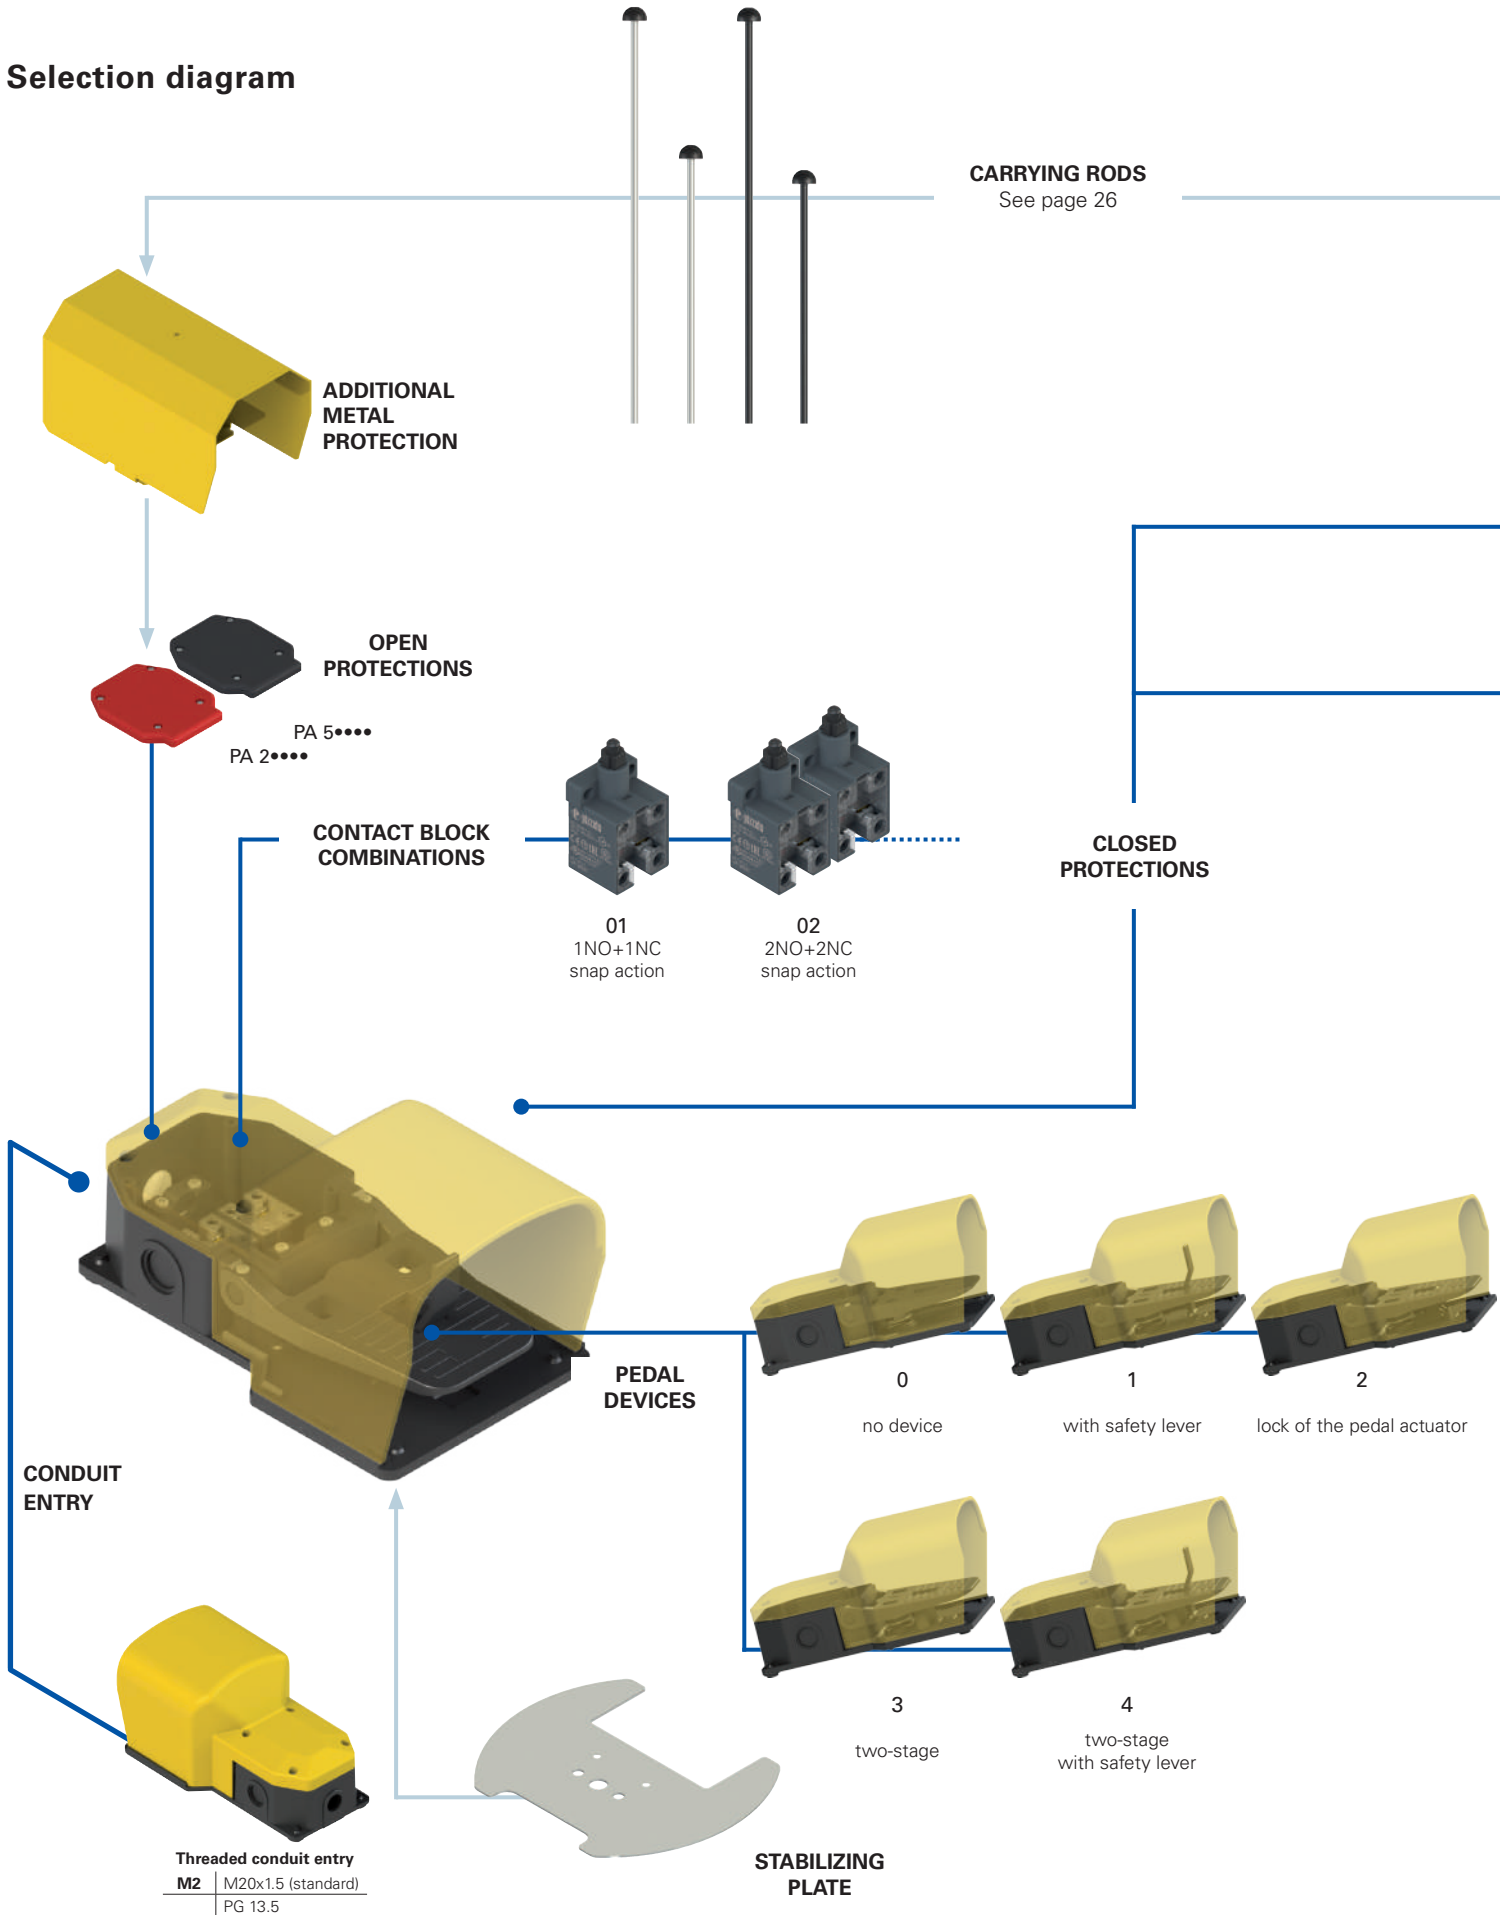 Selection diagram
CARRYING RODS
See page 26
ADDITIONAL
METAL
PROTECTION
OPEN
PROTECTIONS
PA 5••••
PA 2••••
CONTACT BLOCK
COMBINATIONS
01
1NO+1NC
snap action
02
2NO+2NC
snap action
CLOSED
PROTECTIONS
PEDAL
DEVICES
0
no device
1
with safety lever
2
lock of the pedal actuator
3
two-stage
4
two-stage
with safety lever
CONDUIT
ENTRY
Threaded conduit entry
M2 M20x1.5 (standard)
PG 13.5
STABILIZING
PLATE